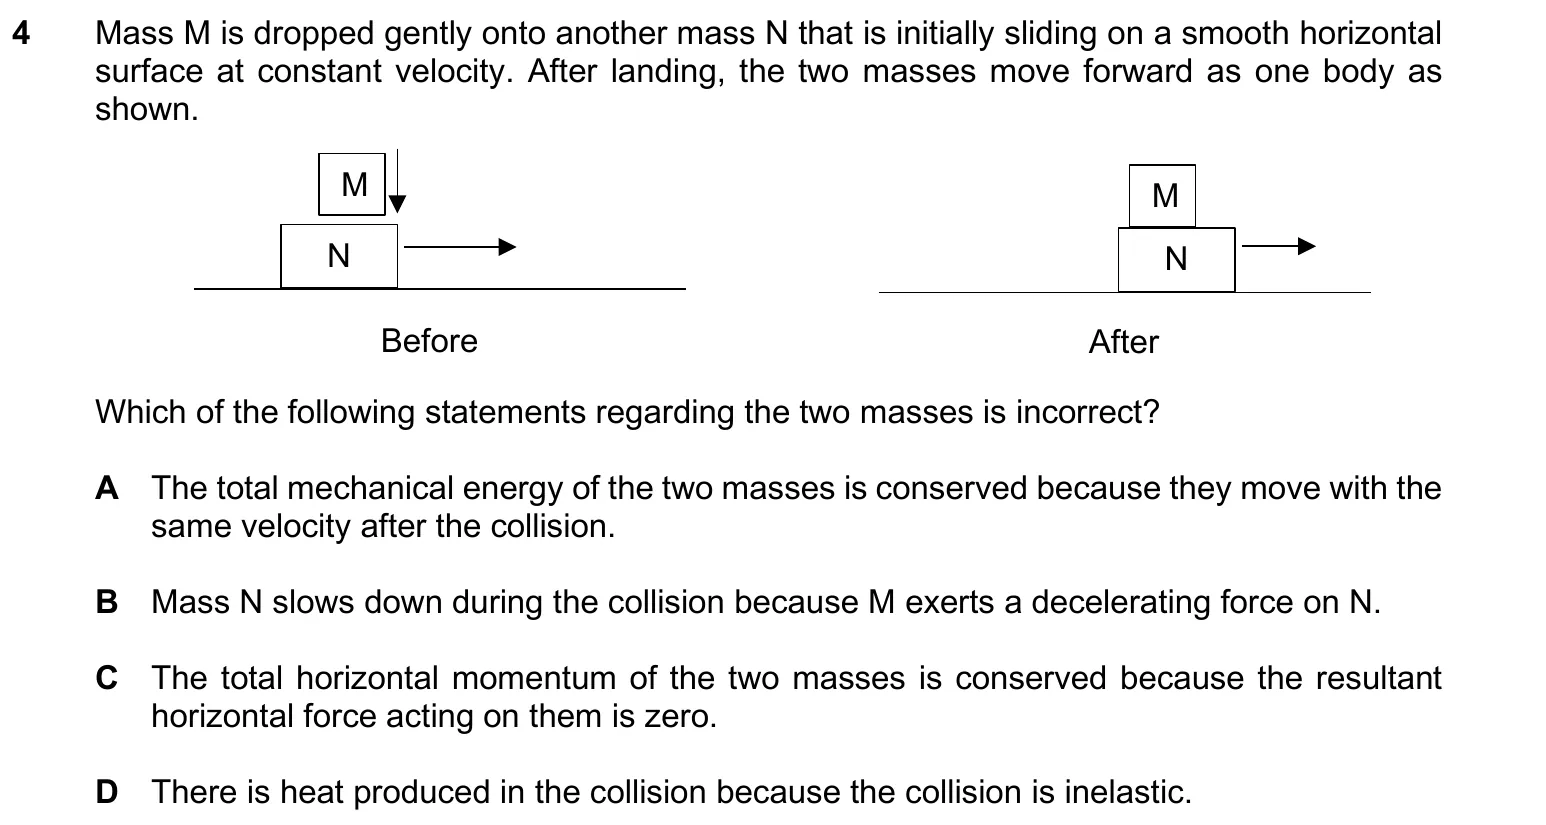 4 Mass M is dropped gently onto another mass N that is initially sliding on a smooth horizontal
surface at constant velocity. After landing, the two masses move forward as one body as
shown.
M
N
M
N
Before
After
Which of the following statements regarding the two masses is incorrect?
A The total mechanical energy of the two masses is conserved because they move with the
same velocity after the collision.
B Mass N slows down during the collision because M exerts a decelerating force on N.
C The total horizontal momentum of the two masses is conserved because the resultant
horizontal force acting on them is zero.
D There is heat produced in the collision because the collision is inelastic.